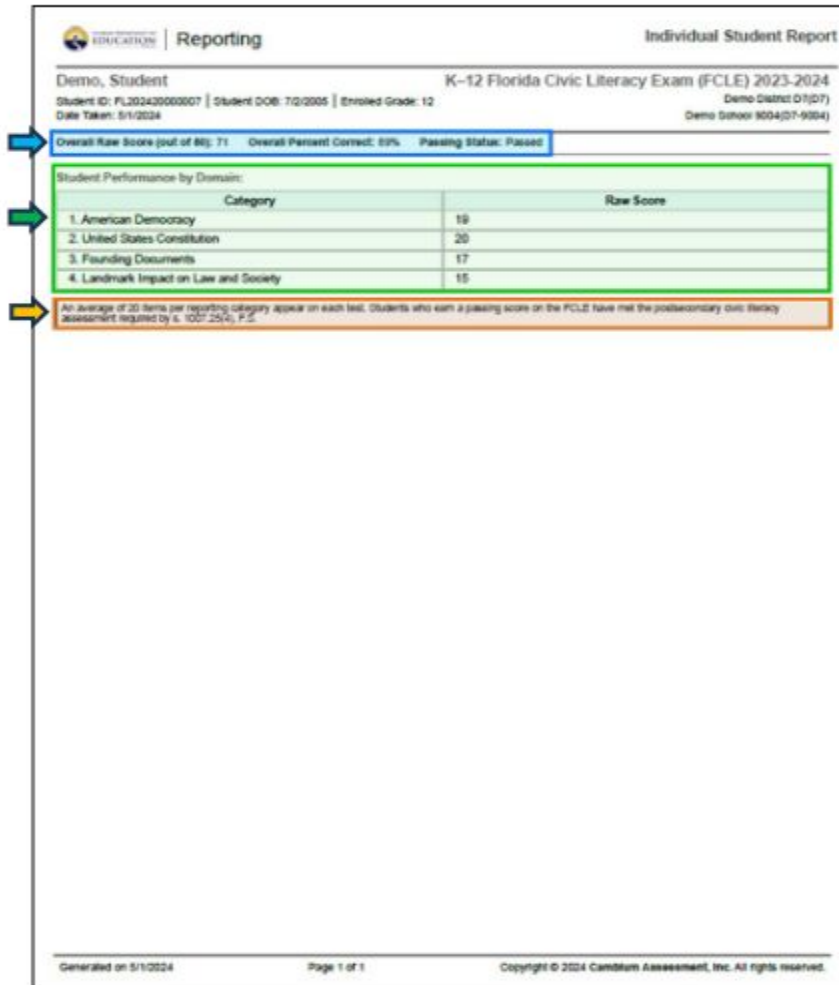 EDUCATION | Reporting
Individual Student Report
Demo, Student
K–12 Florida Civic Literacy Exam (FCLE) 2023-2024
Student ID: FL202420000007 | Student DOB: 7/2/2005 | Enrolled Grade: 12
Demo District D7(D7)
Date Taken: 5/1/2024
Demo School 9004(D7-9004)
Overall Raw Score (out of 80): 71 Overall Percent Correct: 89% Passing Status: Passed
Student Performance by Domain:
Category Raw Score
1. American Democracy 19
2. United States Constitution 20
3. Founding Documents 17
4. Landmark Impact on Law and Society 15
An average of 20 items per reporting category appear on each test. Students who earn a passing score on the FCLE have met the postsecondary civic literacy
assessment required by s. 1007.25(4), F.S.
Generated on 5/1/2024 Page 1 of 1 Copyright © 2024 Cambium Assessment, Inc. All rights reserved.